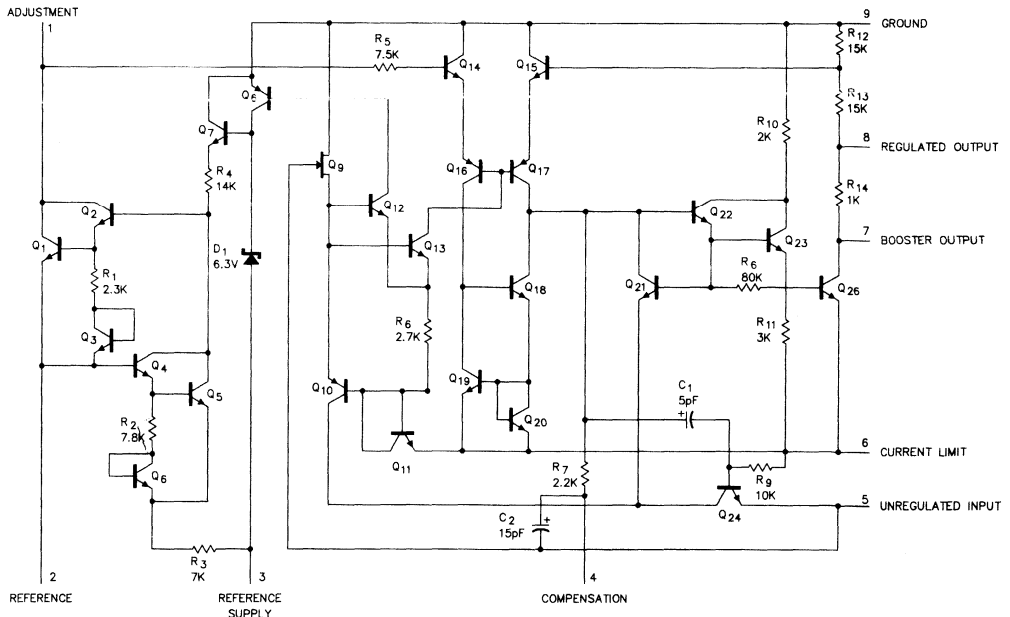 ADJUSTMENT
1
9 GROUND
R5
7.5K
R12
15K
Q14
Q15
Q6
R13
15K
Q7
R10
2K
8 REGULATED OUTPUT
Q9
Q16
Q17
R4
14K
R14
1K
Q2
Q12
Q22
Q1
D1
6.3V
Q13
Q23
7 BOOSTER OUTPUT
R1
2.3K
R6
80K
Q21
Q18
Q26
R6
2.7K
R11
3K
Q3
Q4
Q10
Q19
Q5
C1
5pF
+
R2
7.8K
Q20
6 CURRENT LIMIT
Q6
Q11
R7
2.2K
R9
10K
5 UNREGULATED INPUT
Q24
C2
15pF
+
R3
7K
2
3
4
REFERENCE
REFERENCE
SUPPLY
COMPENSATION